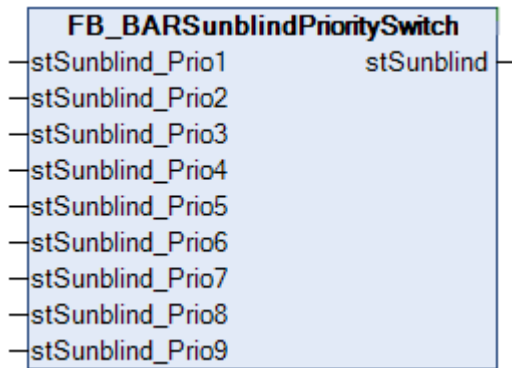 FB_BARSunblindPrioritySwitch
stSunblind_Prio1 stSunblind
stSunblind_Prio2
stSunblind_Prio3
stSunblind_Prio4
stSunblind_Prio5
stSunblind_Prio6
stSunblind_Prio7
stSunblind_Prio8
stSunblind_Prio9